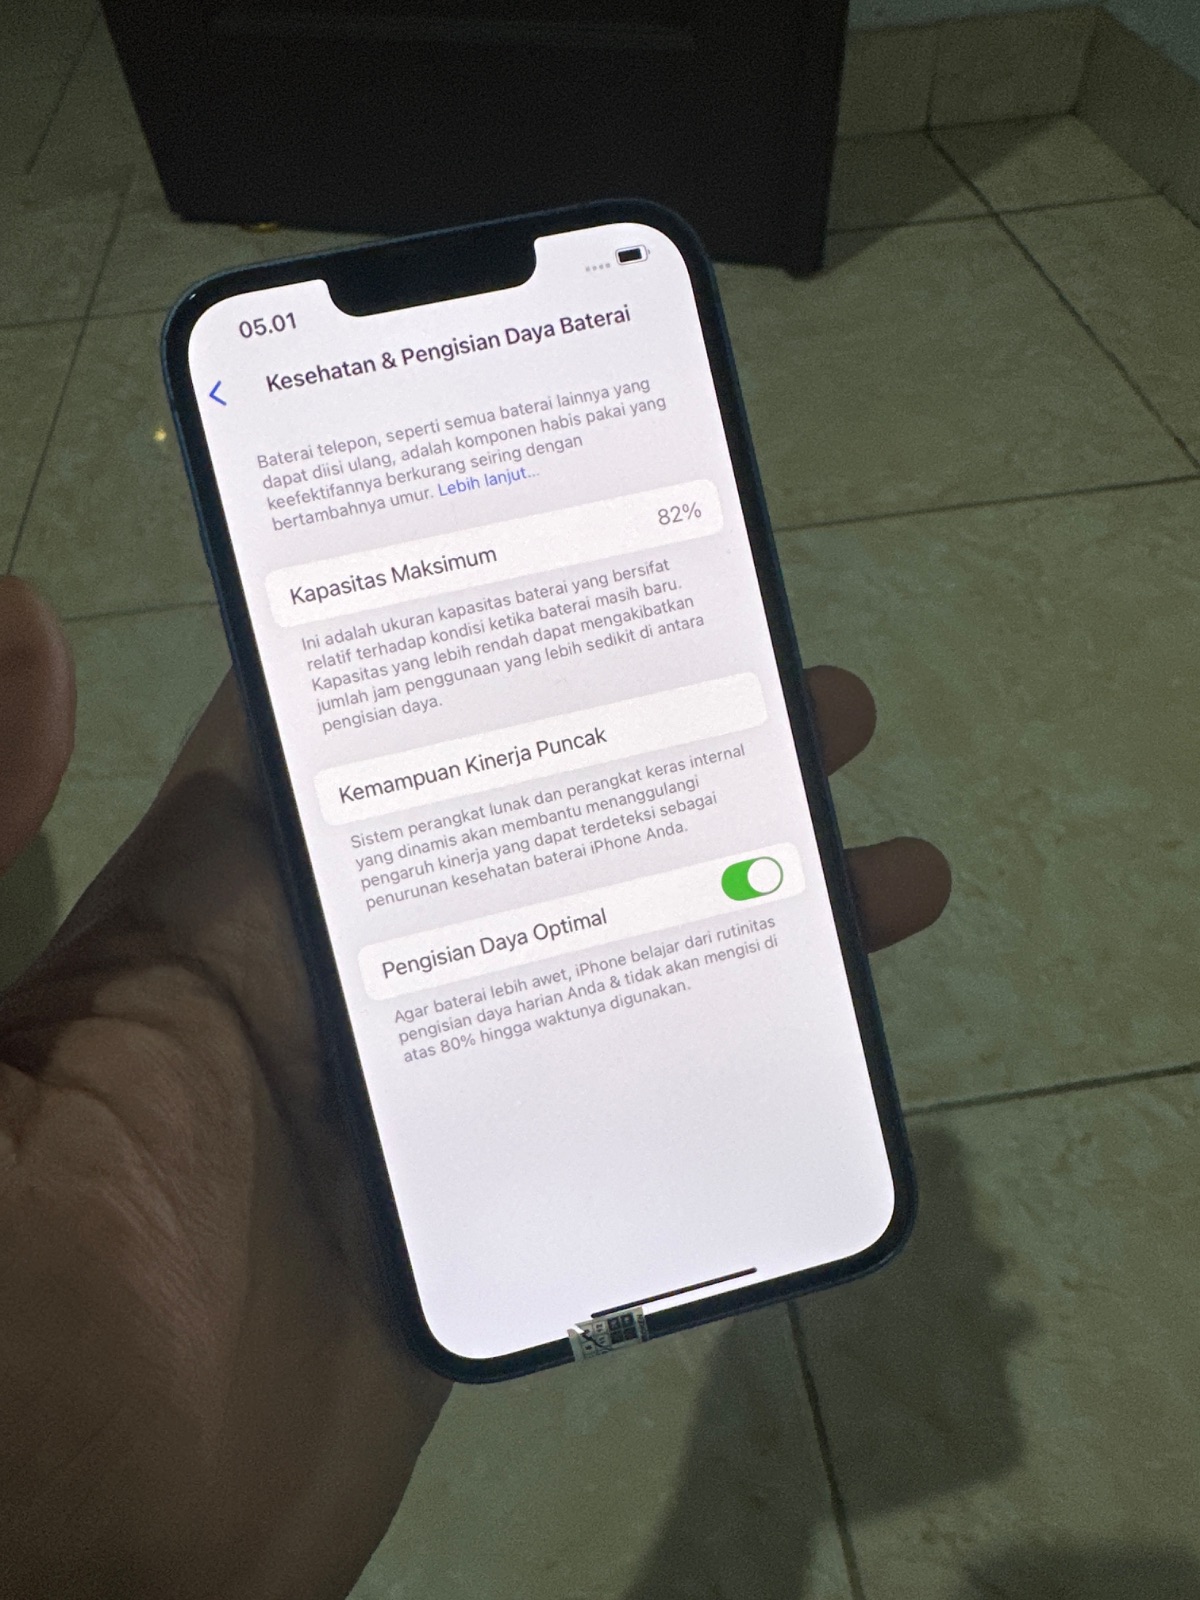 05.01
Kesehatan & Pengisian Daya Baterai
Baterai telepon, seperti semua baterai lainnya yang
dapat diisi ulang, adalah komponen habis pakai yang
keefektifannya berkurang seiring dengan
bertambahnya umur. Lebih lanjut...
Kapasitas Maksimum 82%
Ini adalah ukuran kapasitas baterai yang bersifat
relatif terhadap kondisi ketika baterai masih baru.
Kapasitas yang lebih rendah dapat mengakibatkan
jumlah jam penggunaan yang lebih sedikit di antara
pengisian daya.
Kemampuan Kinerja Puncak
Sistem perangkat lunak dan perangkat keras internal
yang dinamis akan membantu menanggulangi
pengaruh kinerja yang dapat terdeteksi sebagai
penurunan kesehatan baterai iPhone Anda.
Pengisian Daya Optimal
Agar baterai lebih awet, iPhone belajar dari rutinitas
pengisian daya harian Anda & tidak akan mengisi di
atas 80% hingga waktunya digunakan.